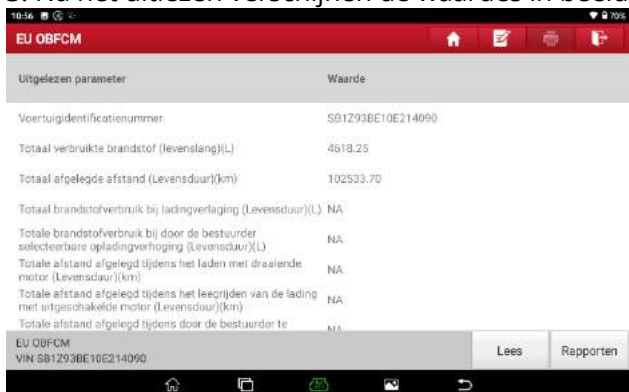 3. Na het uitlezen verschijnen de waardes in beeld
10:56
70%
EU OBFCM
Uitgelezen parameter Waarde
Voertuigidentificatienummer SB1Z93BE10E214090
Totaal verbruikte brandstof (levenslang)(L) 4618.25
Totaal afgelegde afstand (Levensduur)(km) 102533.70
Totaal brandstofverbruik bij ladingverlaging (Levensduur)(L) NA
Totale brandstofverbruik bij door de bestuurder
selecteerbare opladingverhoging (Levensduur)(L) NA
Totale afstand afgelegd tijdens het laden met draaiende
motor (Levensduur)(km) NA
Totale afstand afgelegd tijdens het leegrijden van de lading
met uitgeschakelde motor (Levensduur)(km) NA
Totale afstand afgelegd tijdens door de bestuurder te
NA
EU OBFCM
VIN SB1Z93BE10E214090
Lees Rapporten